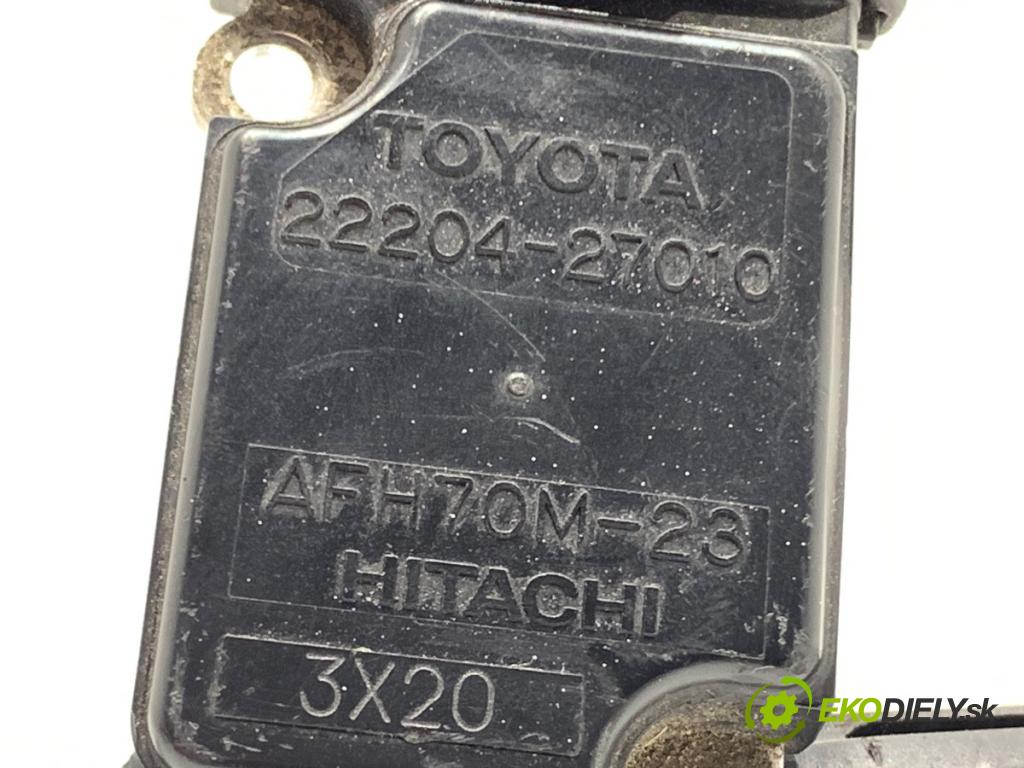 TOYOTA
22204-27010
AFH70M-23
HITACHI
3X20
EKODIELY.sk